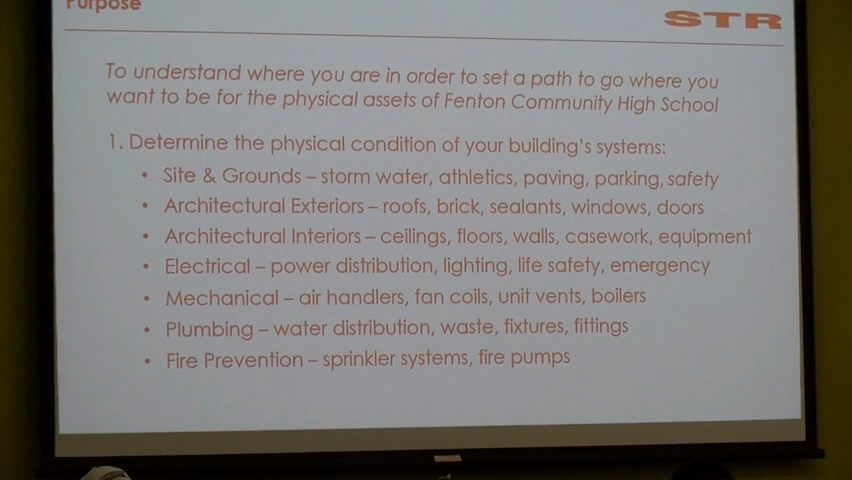 Purpose
STR
To understand where you are in order to set a path to go where you
want to be for the physical assets of Fenton Community High School
1. Determine the physical condition of your building's systems:
• Site & Grounds – storm water, athletics, paving, parking, safety
• Architectural Exteriors – roofs, brick, sealants, windows, doors
• Architectural Interiors – ceilings, floors, walls, casework, equipment
• Electrical – power distribution, lighting, life safety, emergency
• Mechanical – air handlers, fan coils, unit vents, boilers
• Plumbing – water distribution, waste, fixtures, fittings
• Fire Prevention – sprinkler systems, fire pumps